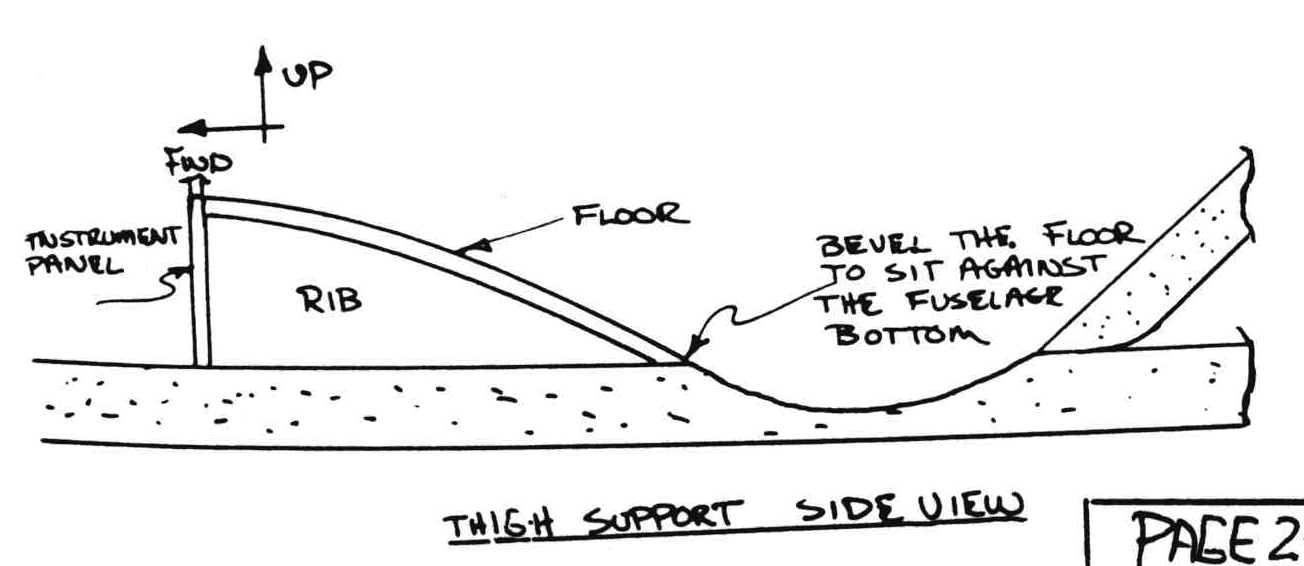 UP
FWD
INSTRUMENT
PANEL
FLOOR
RIB
BEVEL THE FLOOR
TO SIT AGAINST
THE FUSELAGE
BOTTOM
THIGH SUPPORT SIDE VIEW
PAGE 2